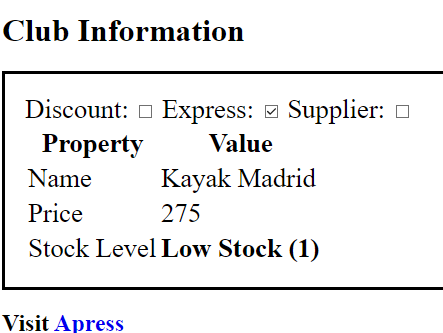 Club Information
Discount: Express: Supplier:
Property Value
Name Kayak Madrid
Price 275
Stock Level Low Stock (1)
Visit Apress